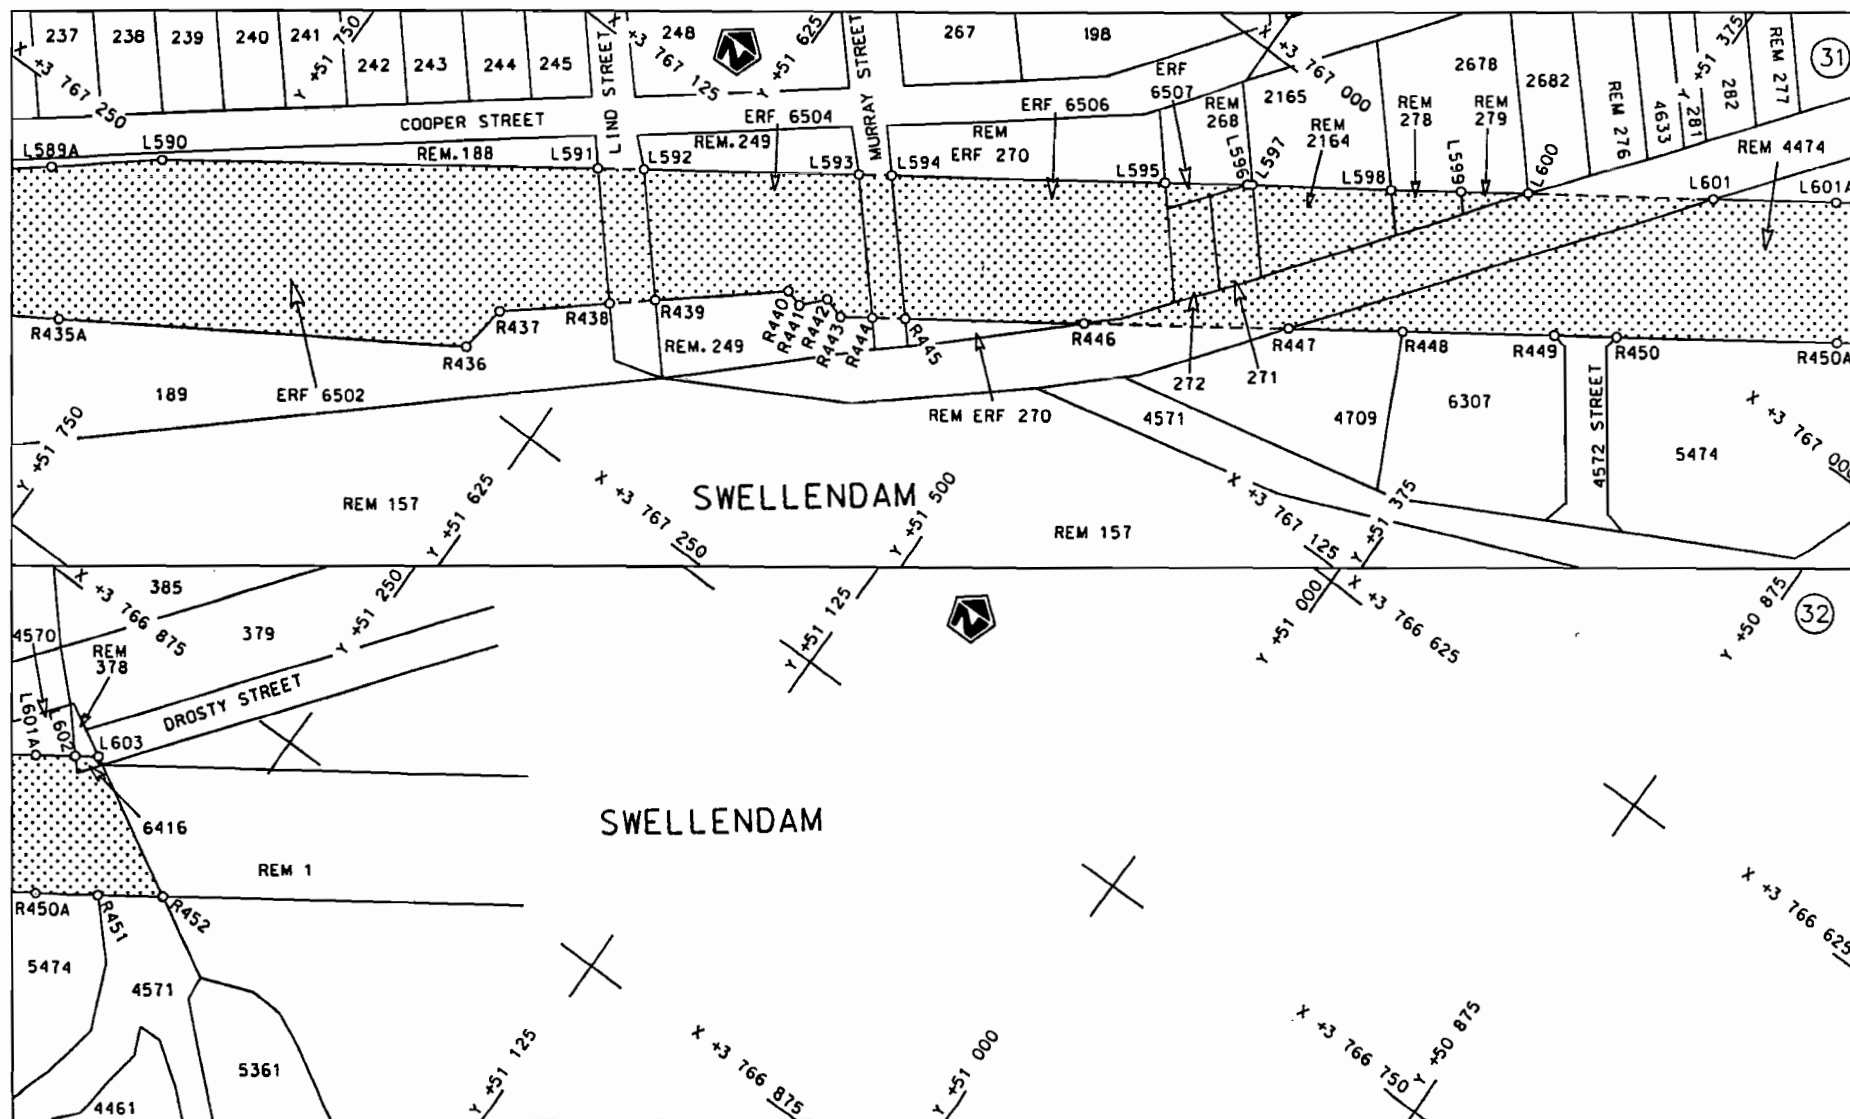 237
238
239
240
241
Y +51 750
X +3 767 250
242
243
244
245
LIND STREET
X +3 767 125
248
Y +51 625
MURRAY STREET
267
198
X +3 767 000
ERF
6507
2678
2682
REM 276
4633
281
Y +51 375
282
REM 277
31
COOPER STREET
ERF 6504
ERF 6506
REM
268
2165
REM
2164
REM
278
REM
279
L589A
L590
REM.188
L591
L592
REM.249
L593
L594
REM
ERF 270
L595
L596
L597
L598
L599
L600
REM 4474
L601
L601A
R435A
R436
R437
R438
R439
R440
R441
R442
R443
R444
R445
R446
R447
R448
R449
R450
R450A
REM.249
189
ERF 6502
272
271
REM ERF 270
4571
4709
6307
4572 STREET
5474
X +3 767 000
Y +51 750
REM 157
Y +51 625
X +3 767 250
SWELLENDAM
Y +51 500
REM 157
X +3 767 125
Y +51 375
X +3 766 875
385
379
Y +51 250
Y +51 125
Y +51 000
X +3 766 625
Y +50 875
32
4570
REM
378
DROSTY STREET
L601A
L602
L603
6416
SWELLENDAM
REM 1
R450A
R451
R452
5474
4571
5361
4461
Y +51 125
X +3 766 875
Y +51 000
X +3 766 750
Y +50 875
X +3 766 625